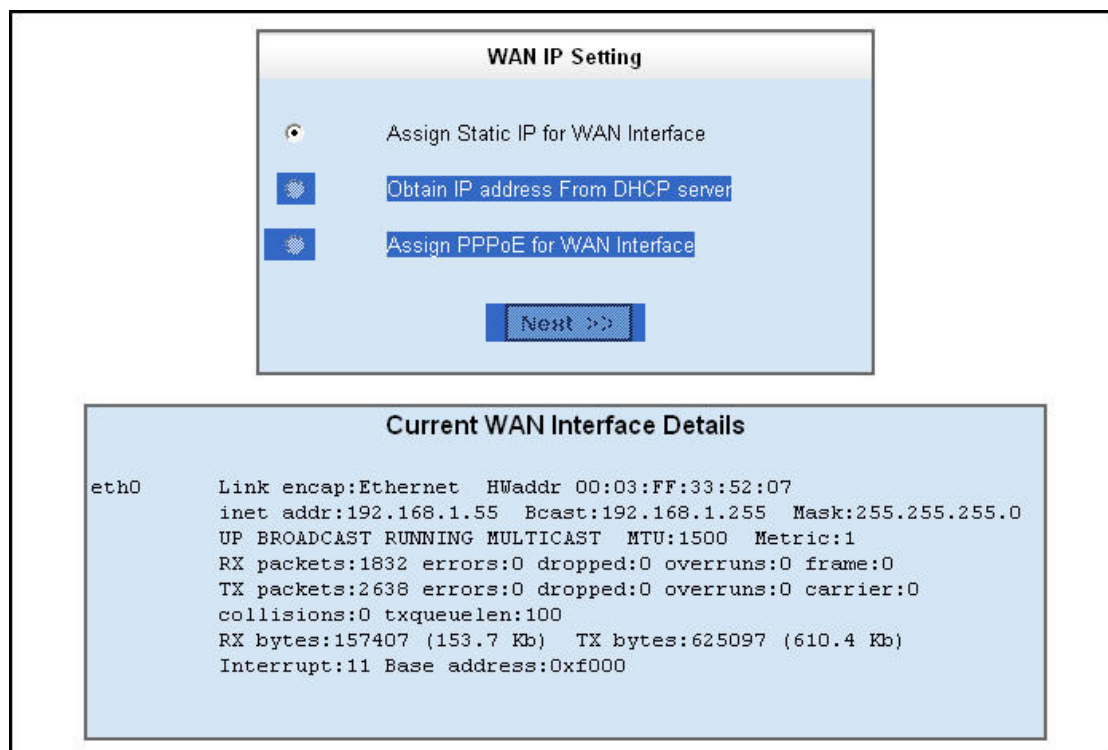 WAN IP Setting
Assign Static IP for WAN Interface
Obtain IP address From DHCP server
Assign PPPoE for WAN Interface
Next >>
Current WAN Interface Details
eth0 Link encap:Ethernet HWaddr 00:03:FF:33:52:07
inet addr:192.168.1.55 Bcast:192.168.1.255 Mask:255.255.255.0
UP BROADCAST RUNNING MULTICAST MTU:1500 Metric:1
RX packets:1832 errors:0 dropped:0 overruns:0 frame:0
TX packets:2638 errors:0 dropped:0 overruns:0 carrier:0
collisions:0 txqueuelen:100
RX bytes:157407 (153.7 Kb) TX bytes:625097 (610.4 Kb)
Interrupt:11 Base address:0xf000